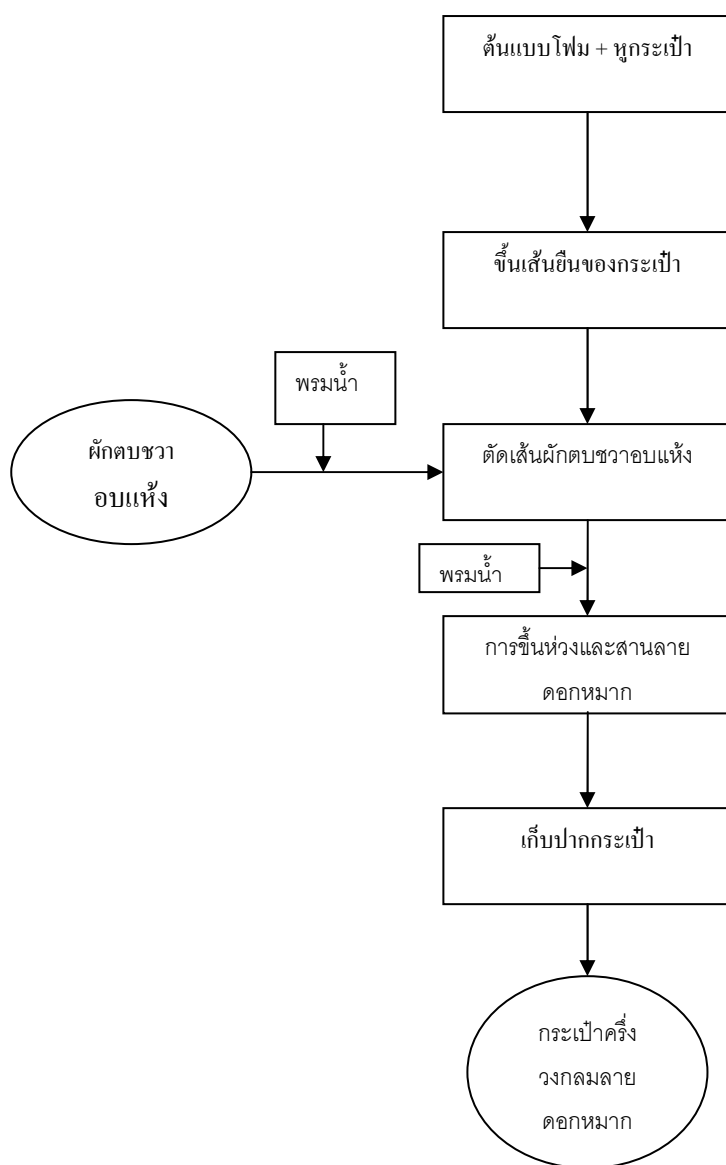 ต้นแบบโฟม + หูกระเป๋า
ขึ้นเส้นยืนของกระเป๋า
พรมน้ำ
ผักตบชวา
อบแห้ง
ตัดเส้นผักตบชวาอบแห้ง
พรมน้ำ
การขึ้นห่วงและสานลาย
ดอกหมาก
เก็บปากกระเป๋า
กระเป๋าครึ่ง
วงกลมลาย
ดอกหมาก